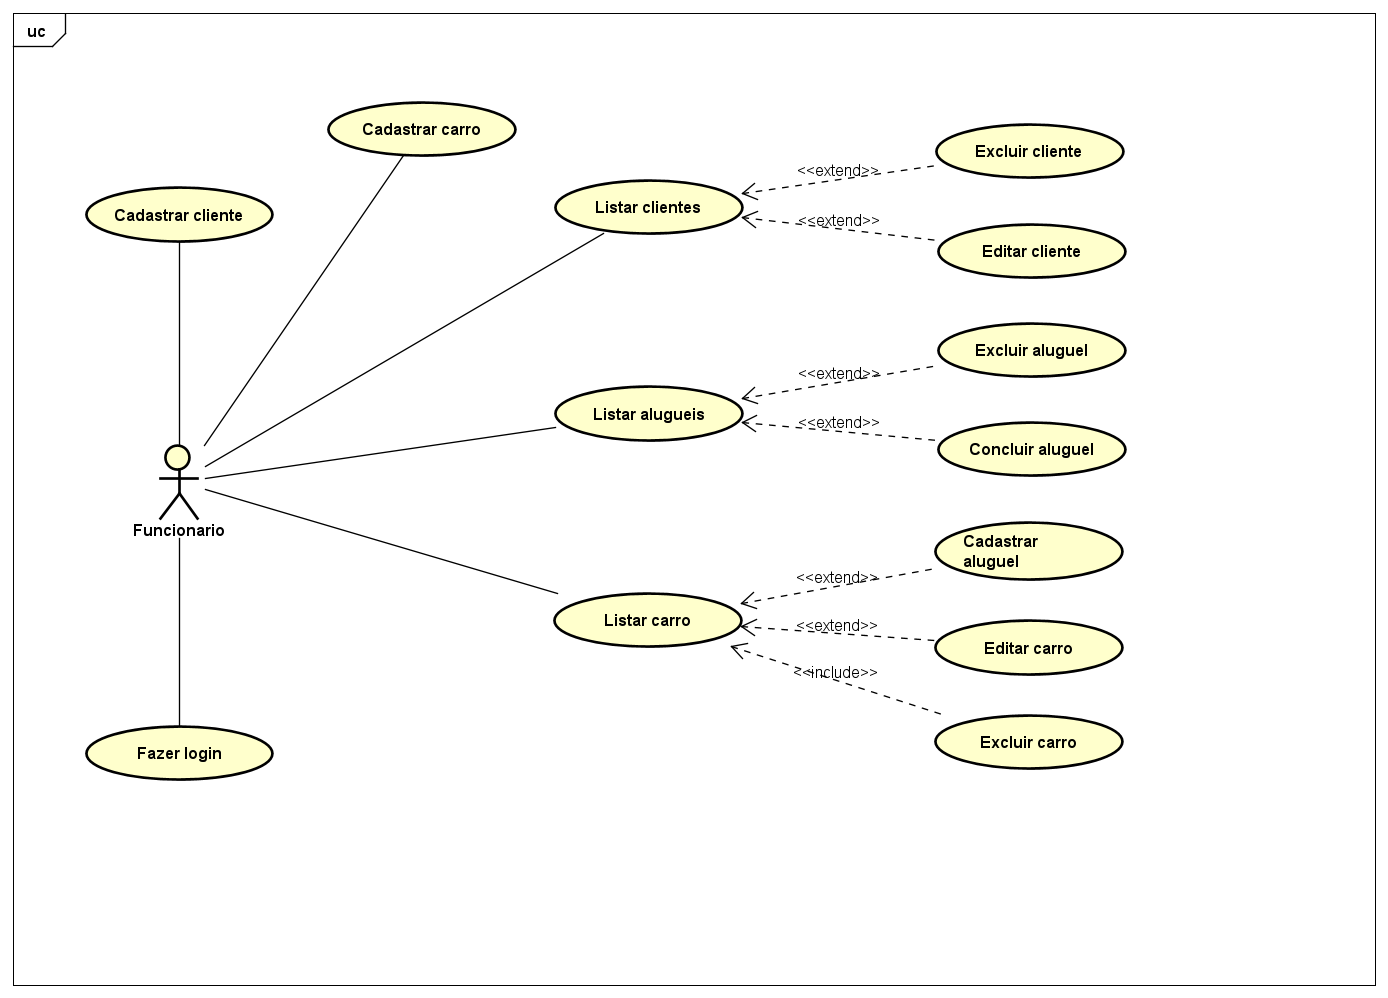 uc
Cadastrar carro
Excluir cliente
<<extend>>
Listar clientes
Cadastrar cliente
<<extend>>
Editar cliente
Excluir aluguel
<<extend>>
Listar alugueis
<<extend>>
Concluir aluguel
Funcionario
Cadastrar
aluguel
<<extend>>
Listar carro
<<extend>>
Editar carro
<<include>>
Excluir carro
Fazer login